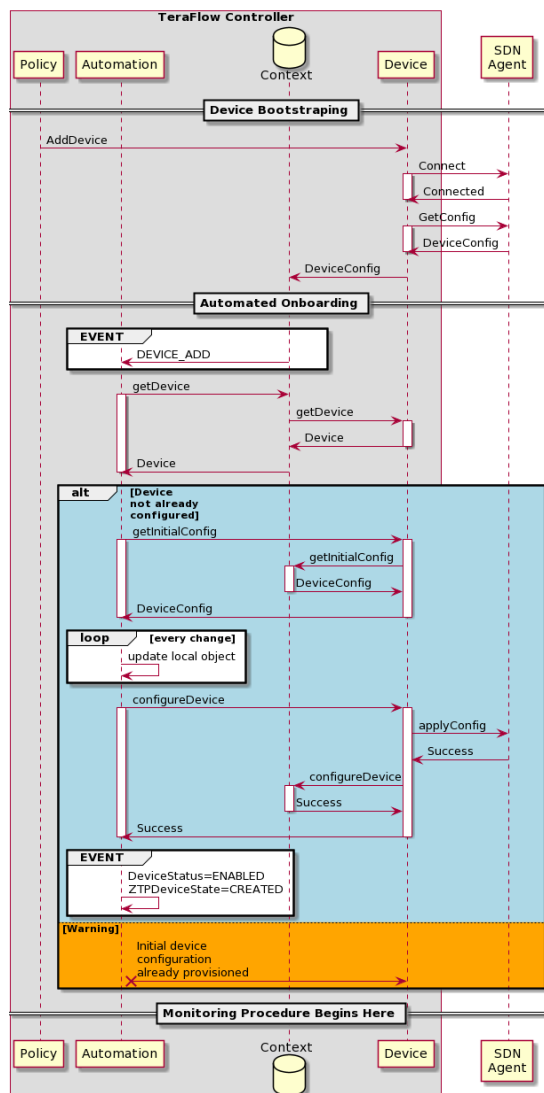 TeraFlow Controller
Policy
Automation
Context
Device
SDN
Agent
Device Bootstraping
AddDevice
Connect
Connected
GetConfig
DeviceConfig
DeviceConfig
Automated Onboarding
EVENT
DEVICE_ADD
getDevice
getDevice
Device
Device
alt
[Device
not already
configured]
getInitialConfig
getInitialConfig
DeviceConfig
DeviceConfig
loop
[every change]
update local object
configureDevice
applyConfig
Success
configureDevice
Success
Success
EVENT
DeviceStatus=ENABLED
ZTPDeviceState=CREATED
[Warning]
Initial device
configuration
already provisioned
Monitoring Procedure Begins Here
Policy
Automation
Context
Device
SDN
Agent